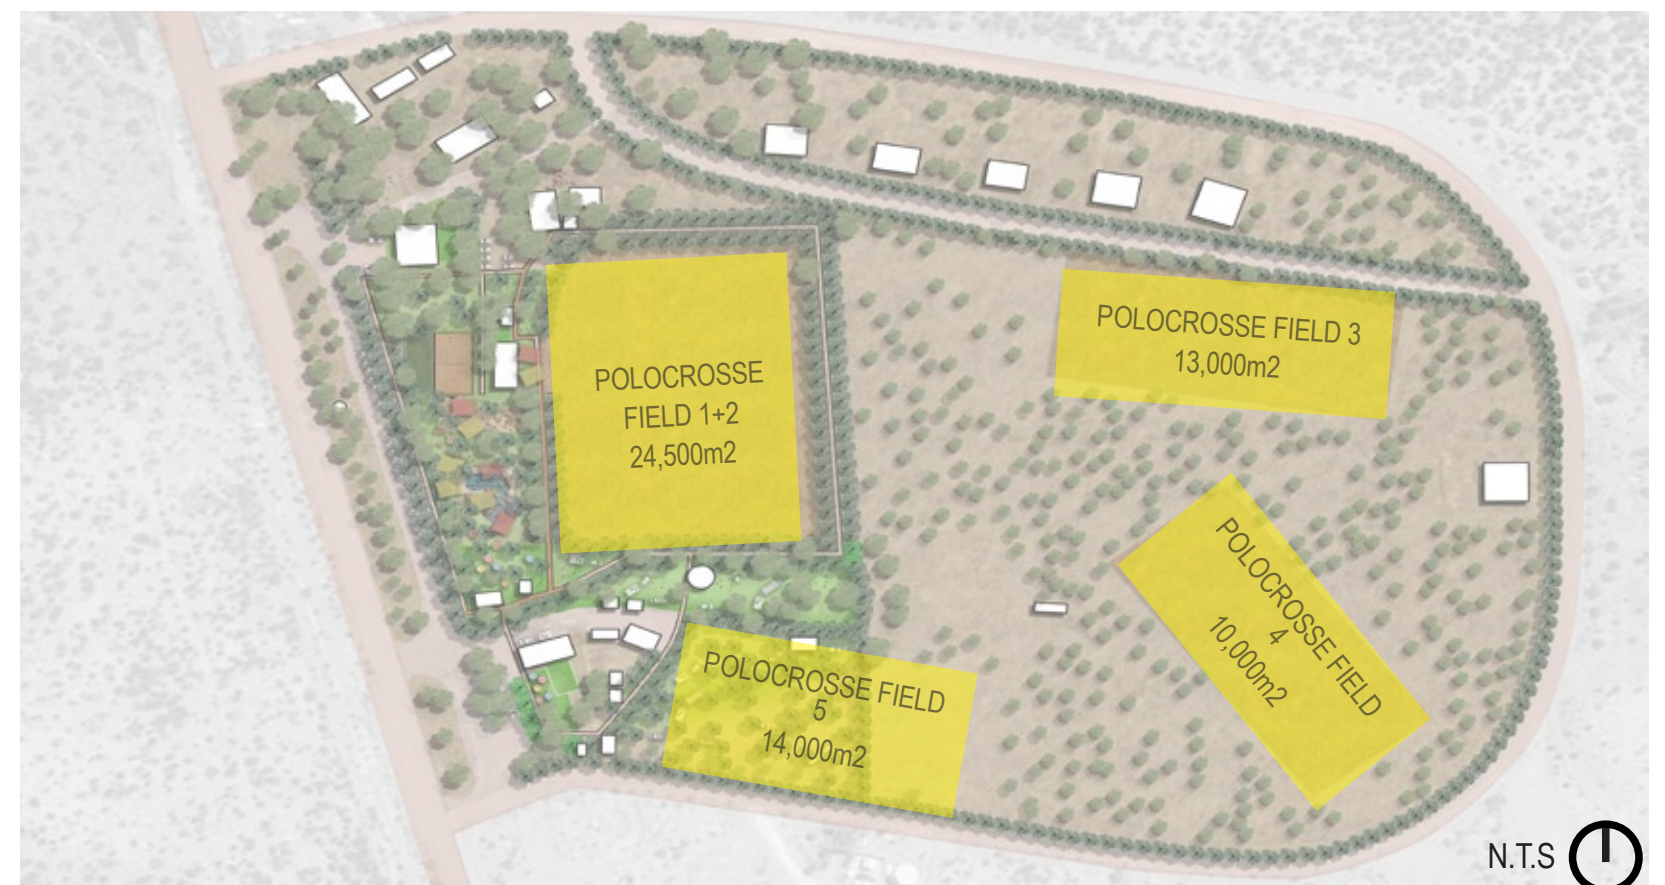 POLOCROSSE FIELD 3
13,000m2
POLOCROSSE
FIELD 1+2
24,500m2
POLOCROSSE FIELD
4
10,000m2
POLOCROSSE FIELD
5
14,000m2
N.T.S